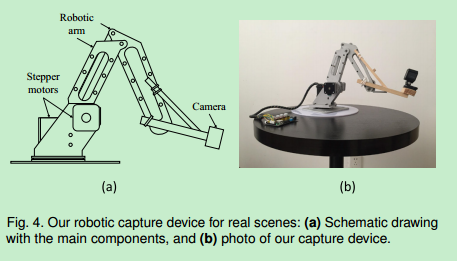 Robotic
arm
Stepper
motors
Camera
(a)
(b)
Fig. 4. Our robotic capture device for real scenes: (a) Schematic drawing
with the main components, and (b) photo of our capture device.